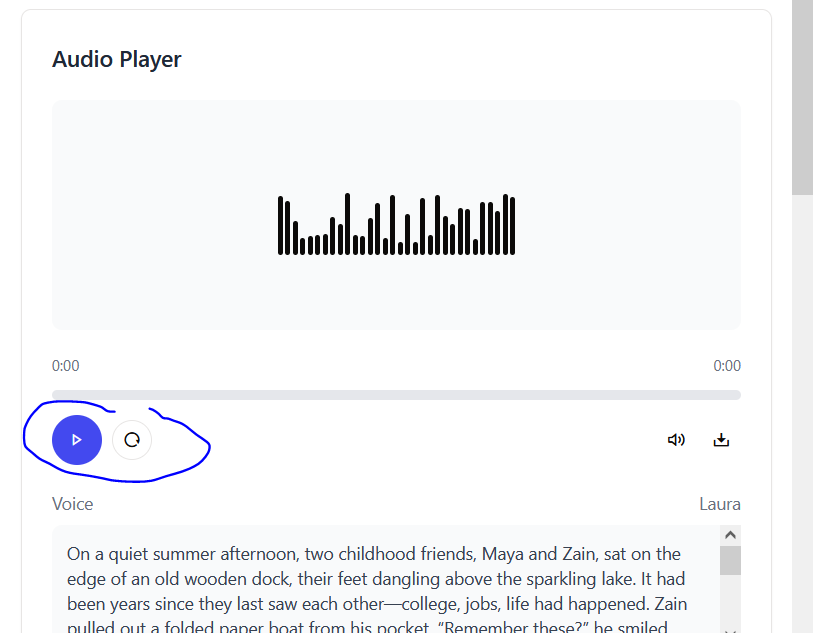 Audio Player
0:00 0:00
Voice Laura
On a quiet summer afternoon, two childhood friends, Maya and Zain, sat on the
edge of an old wooden dock, their feet dangling above the sparkling lake. It had
been years since they last saw each other—college, jobs, life had happened. Zain
pulled out a folded paper boat from his pocket. “Remember these?” he smiled